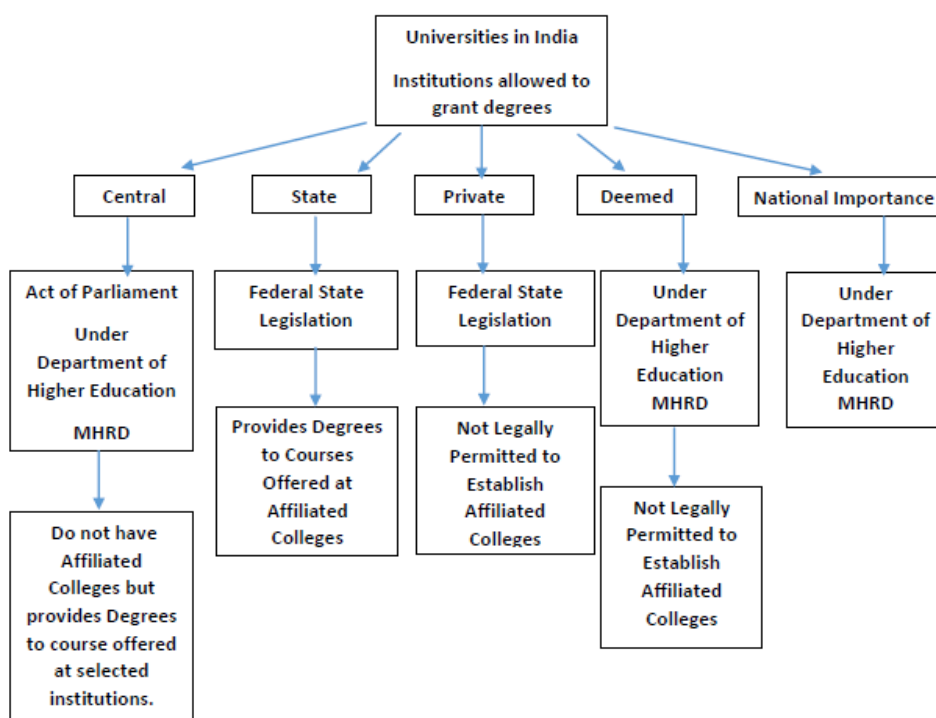 Universities in India
Institutions allowed to
grant degrees
Central
State
Private
Deemed
National Importance
Act of Parliament
Under
Department of
Higher Education
MHRD
Federal State
Legislation
Federal State
Legislation
Under
Department of
Higher
Education
MHRD
Under
Department of
Higher
Education
MHRD
Do not have
Affiliated
Colleges but
provides Degrees
to course offered
at selected
institutions.
Provides Degrees
to Courses
Offered at
Affiliated
Colleges
Not Legally
Permitted to
Establish
Affiliated
Colleges
Not Legally
Permitted to
Establish
Affiliated
Colleges